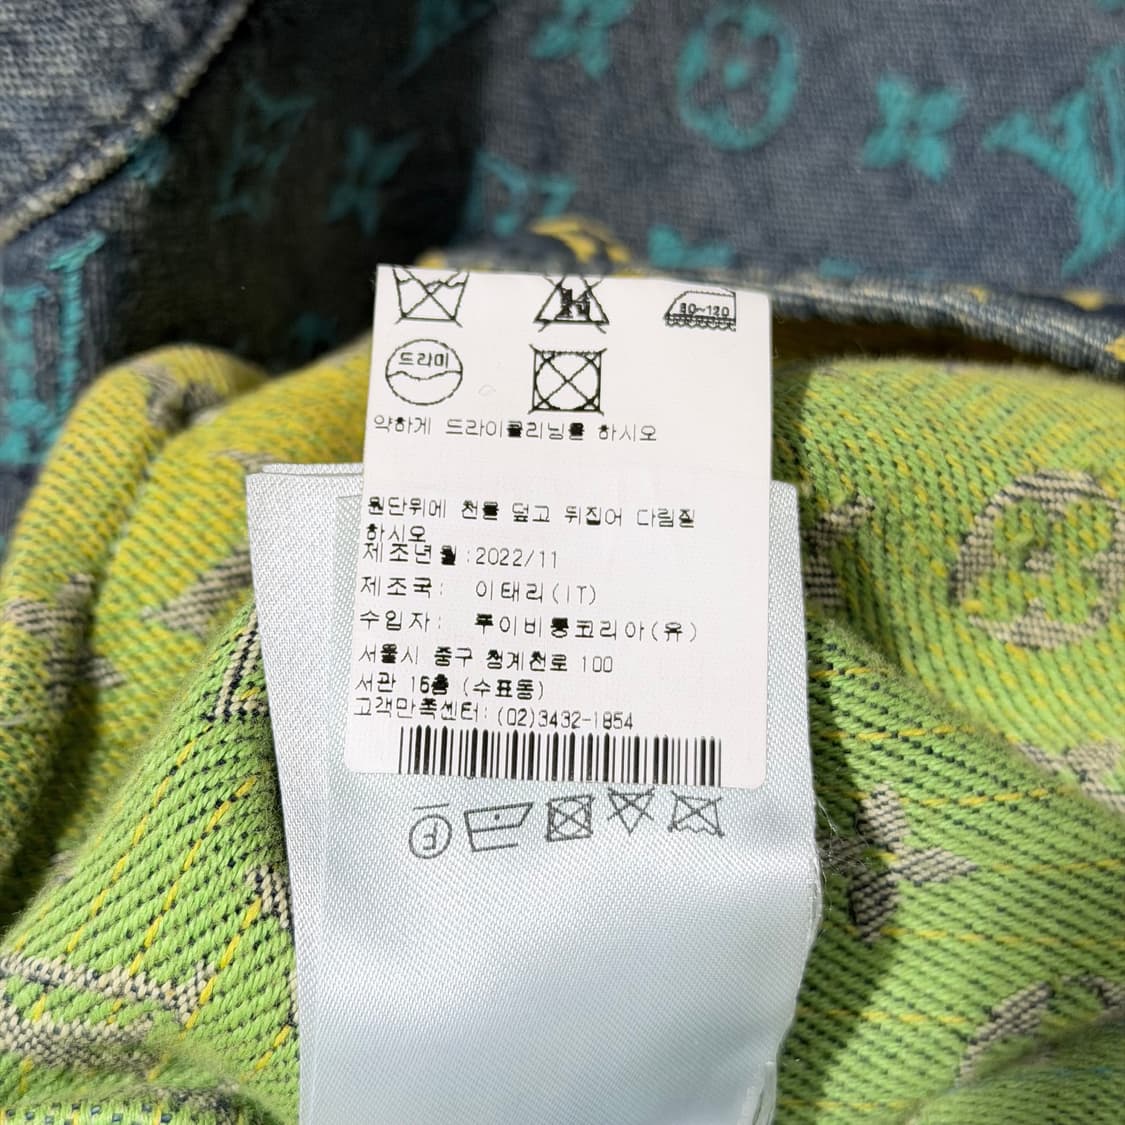 80~120
드라이
약하게 드라이클리닝을 하시오
원단위에 천을 덮고 뒤집어 다림질
하시오
제조년월:2022/11
제조국: 이태리(IT)
수입자: 루이비통코리아(유)
서울시 중구 청계천로 100
서관 16층 (수표동)
고객만족센터:(02)3432-1854
F